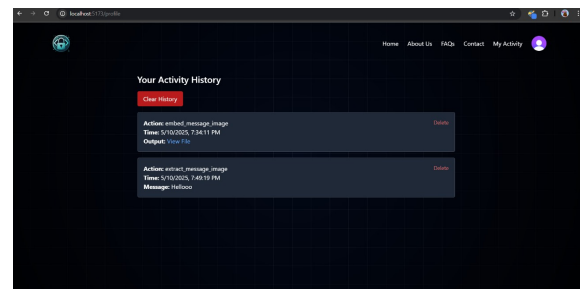 localhost:5173/profile
Home About Us FAQs Contact My Activity
Your Activity History
Clear History
Action: embed_message_image
Delete
Time: 5/10/2025, 7:34:11 PM
Output: View File
Action: extract_message_image
Delete
Time: 5/10/2025, 7:49:19 PM
Message: Hellooo